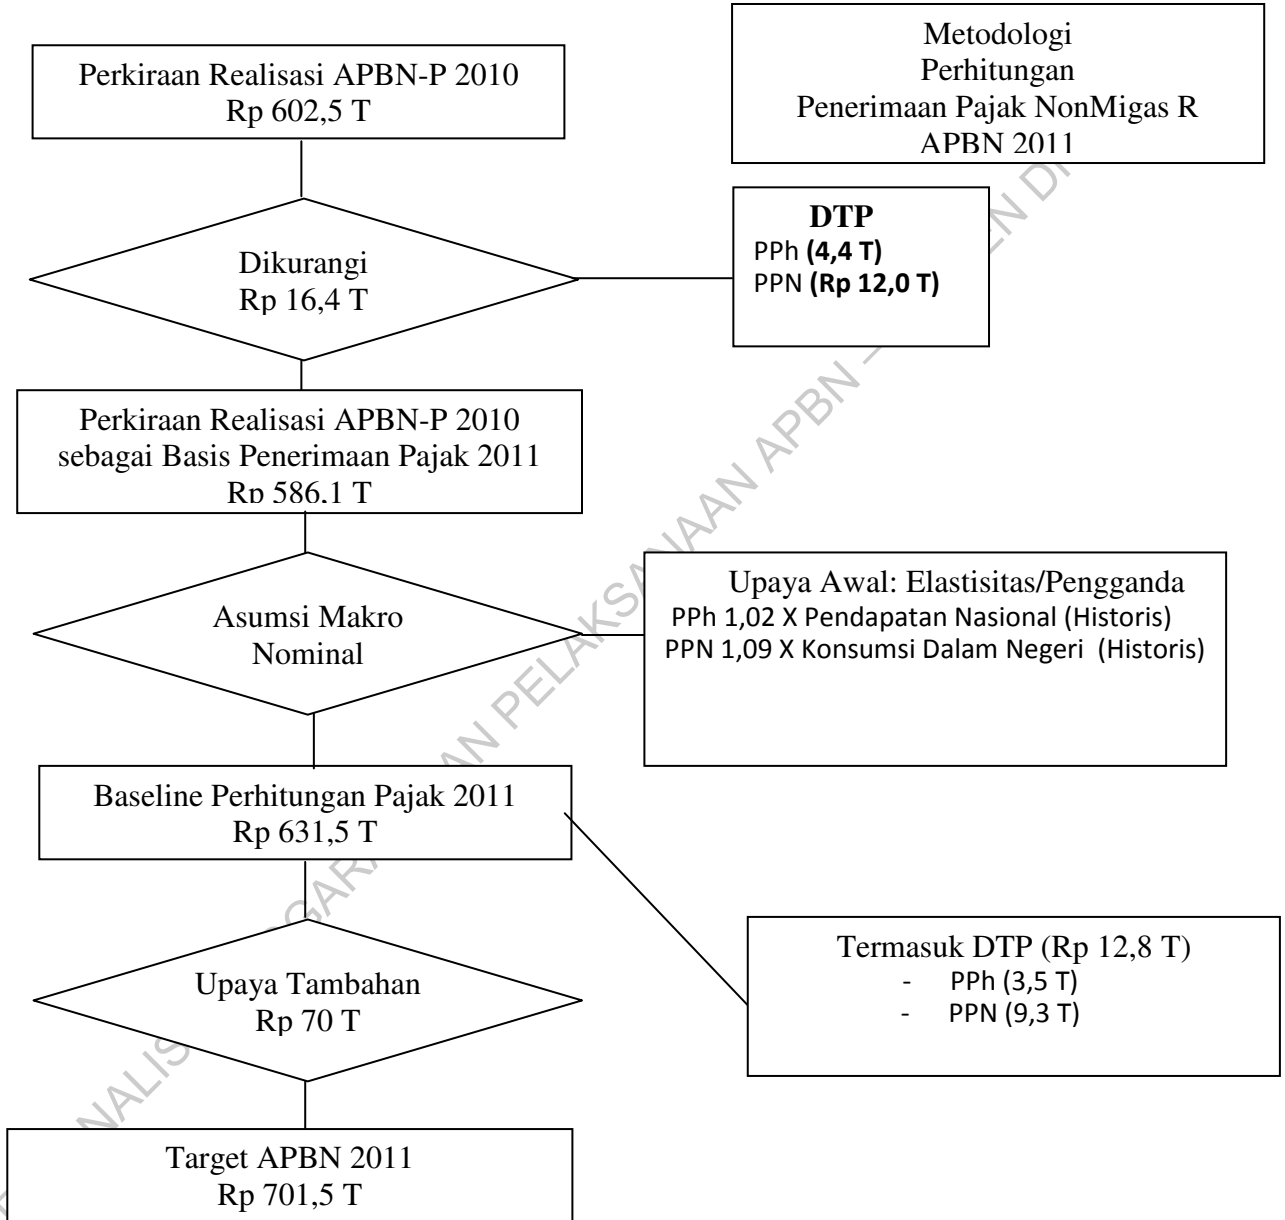 Perkiraan Realisasi APBN-P 2010
Rp 602,5 T
Metodologi
Perhitungan
Penerimaan Pajak NonMigas R
APBN 2011
Dikurangi
Rp 16,4 T
DTP
PPh (4,4 T)
PPN (Rp 12,0 T)
Perkiraan Realisasi APBN-P 2010
sebagai Basis Penerimaan Pajak 2011
Rp 586,1 T
Asumsi Makro
Nominal
Upaya Awal: Elastisitas/Pengganda
PPh 1,02 X Pendapatan Nasional (Historis)
PPN 1,09 X Konsumsi Dalam Negeri (Historis)
Baseline Perhitungan Pajak 2011
Rp 631,5 T
Upaya Tambahan
Rp 70 T
Termasuk DTP (Rp 12,8 T)
- PPh (3,5 T)
- PPN (9,3 T)
Target APBN 2011
Rp 701,5 T
PELAKSANAAN APBN –